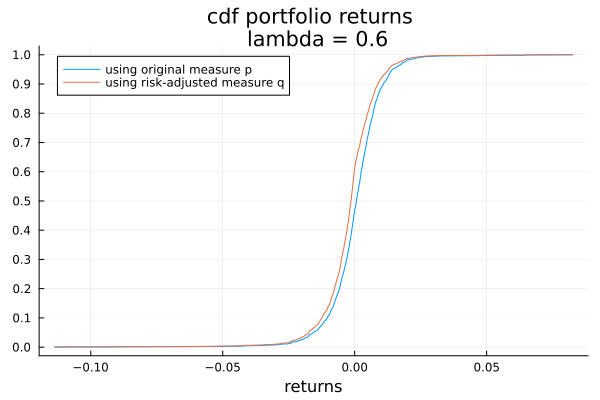 cdf portfolio returns
lambda = 0.6
using original measure p
using risk-adjusted measure q
1.0
0.9
0.8
0.7
0.6
0.5
0.4
0.3
0.2
0.1
0.0
−0.10 −0.05 0.00 0.05
returns